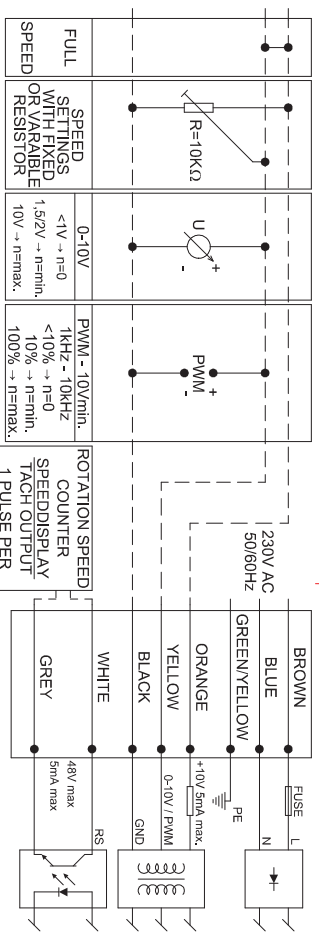 FULL
SPEED
SPEED
SETTINGS
WITH FIXED
OR VARAIBLE
RESISTOR
R=10KΩ
0-10V
<1V → n=0
1,5/2V → n=min.
10V → n=max.
U
+
-
PWM - 10Vmin.
1kHz - 10kHz
<10% → n=0
10% → n=min.
100% → n=max.
PWM
+
-
ROTATION SPEED
COUNTER
SPEEDDISPLAY
TACH OUTPUT
1 PULSE PER
230V AC
50/60Hz
BROWN
BLUE
GREEN/YELLOW
ORANGE
YELLOW
BLACK
WHITE
GREY
FUSE
L
N
PE
+10V 5mA max.
0-10V / PWM
GND
RS
48V max
5mA max